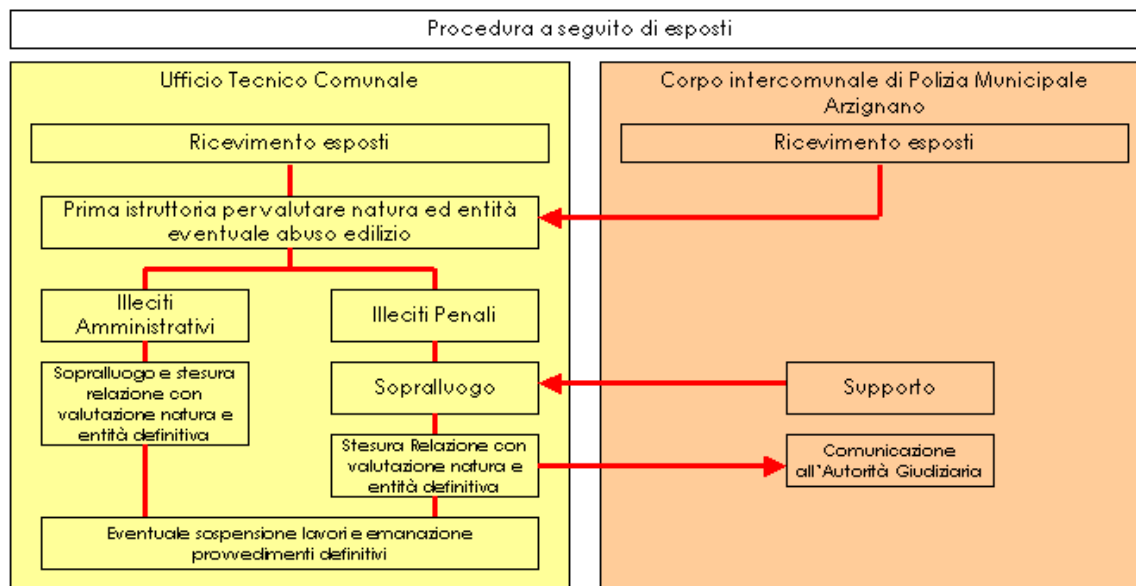 Procedura a seguito di esposti
Ufficio Tecnico Comunale
Ricevimento esposti
Prima istruttoria per valutare natura ed entità
eventuale abuso edilizio
Illeciti
Amministrativi
Illeciti Penali
Sopralluogo e stesura
relazione con
valutazione natura e
entità definitiva
Sopralluogo
Stesura Relazione con
valutazione natura e
entità definitiva
Eventuale sospensione lavori e emanazione
provvedimenti definitivi
Corpo intercomunale di Polizia Municipale
Arzignano
Ricevimento esposti
Supporto
Comunicazione
all'Autorità Giudiziaria